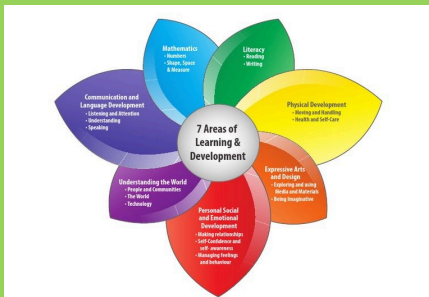 Mathematics
• Numbers
• Shape, Space
& Measure
Literacy
• Reading
• Writing
Communication and
Language Development
• Listening and Attention
• Understanding
• Speaking
7 Areas of
Learning &
Development
Physical Development
• Moving and Handling
• Health and Self-Care
Understanding the World
• People and Communities
• The World
• Technology
Expressive Arts
and Design
• Exploring and using
Media and Materials
• Being imaginative
Personal Social
and Emotional
Development
• Making relationships
• Self-Confidence and
self- awareness
• Managing feelings
and behaviour